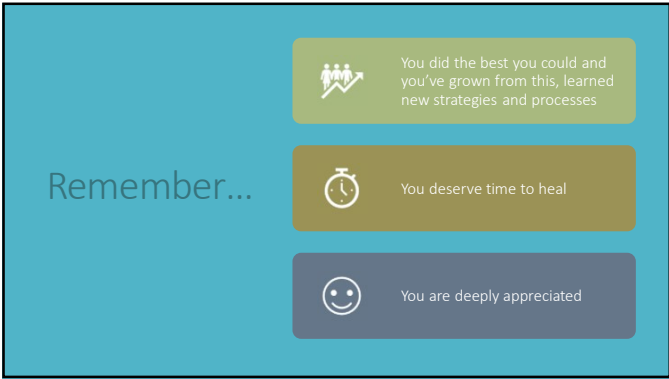 Remember...
You did the best you could and
you've grown from this, learned
new strategies and processes
You deserve time to heal
You are deeply appreciated